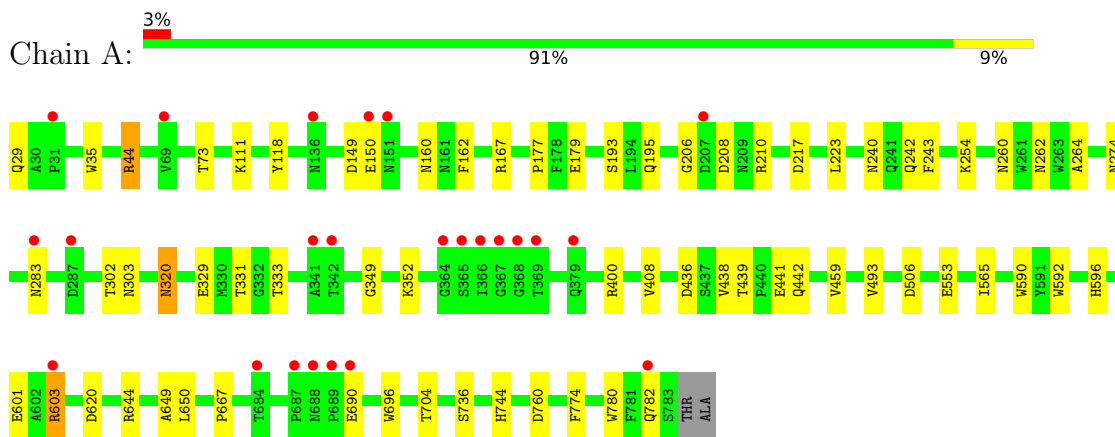 3%
Chain A:
91% 9%
Q29 A30 P31 W35 R44 V69 T73 K111 Y118 N136 D149 E150 N151 N160 N161 F162 R167 P177 F178 E179 S193 L194 Q195 G206 D207 D208 N209 R210 D217 L223 N240 Q241 Q242 F243 K254 N260 W261 N262 W263 A264 N274
N283 D287 T302 N303 N320 E329 M330 T331 G332 T333 A341 T342 G349 K352 G364 S365 I366 G367 G368 T369 Q379 R400 V408 D436 S437 V438 T439 P440 E441 Q442 V459 V493 D506 E553 I565 W590 Y591 W592 H596
E601 A602 R603 D620 R644 A649 L650 P667 T684 P687 N688 P689 E690 W696 T704 S736 H744 D760 F774 W780 F781 Q782 S783 THR ALA